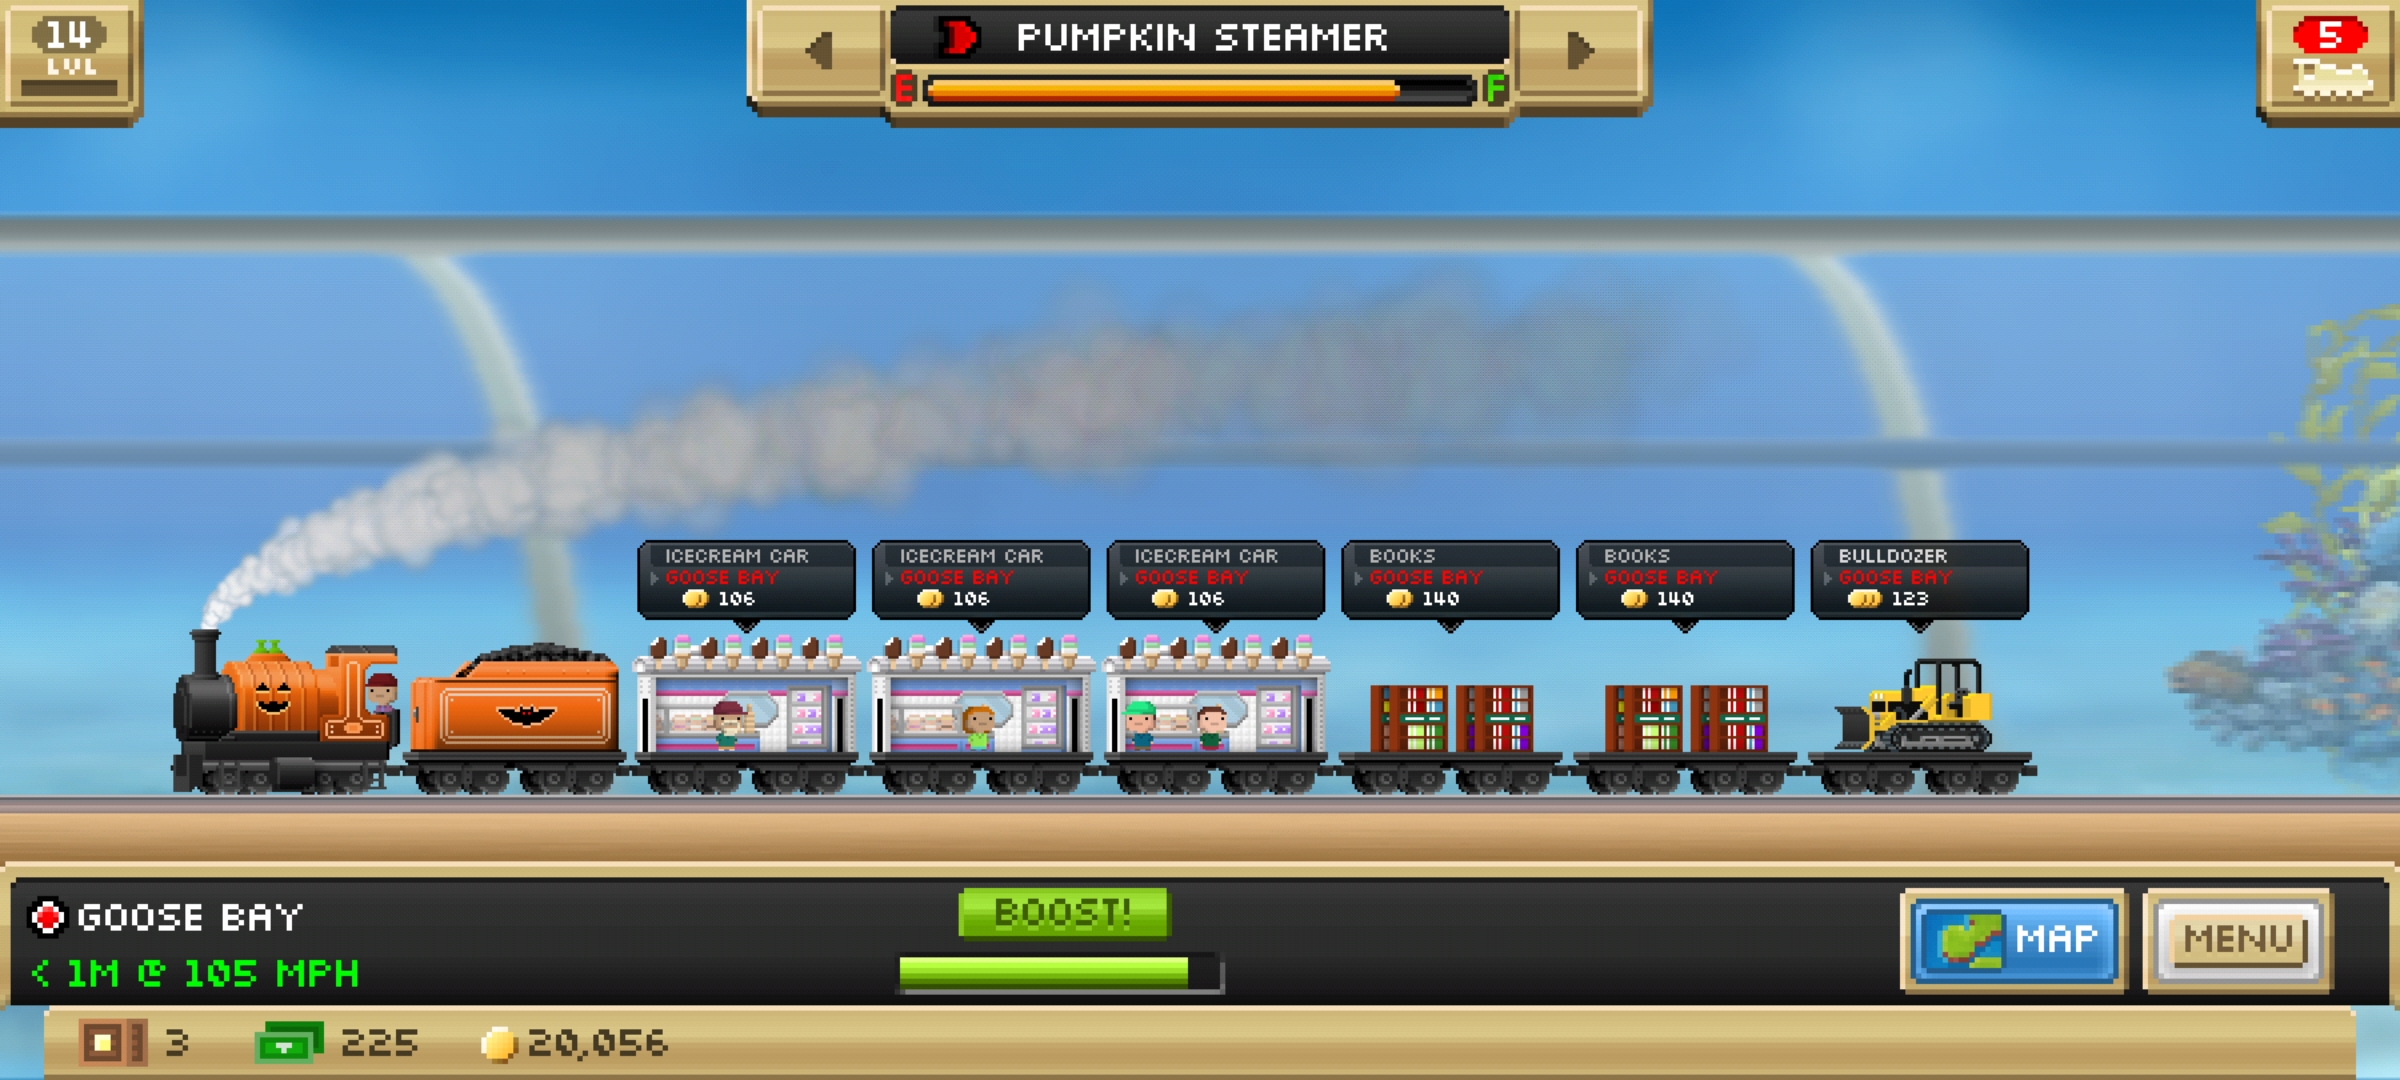 14
LVL
PUMPKIN STEAMER
E F
5
ICECREAM CAR
GOOSE BAY
106
ICECREAM CAR
GOOSE BAY
106
ICECREAM CAR
GOOSE BAY
106
BOOKS
GOOSE BAY
140
BOOKS
GOOSE BAY
140
BULLDOZER
GOOSE BAY
123
GOOSE BAY
< 1M @ 105 MPH
BOOST!
MAP
MENU
3
225
20,056